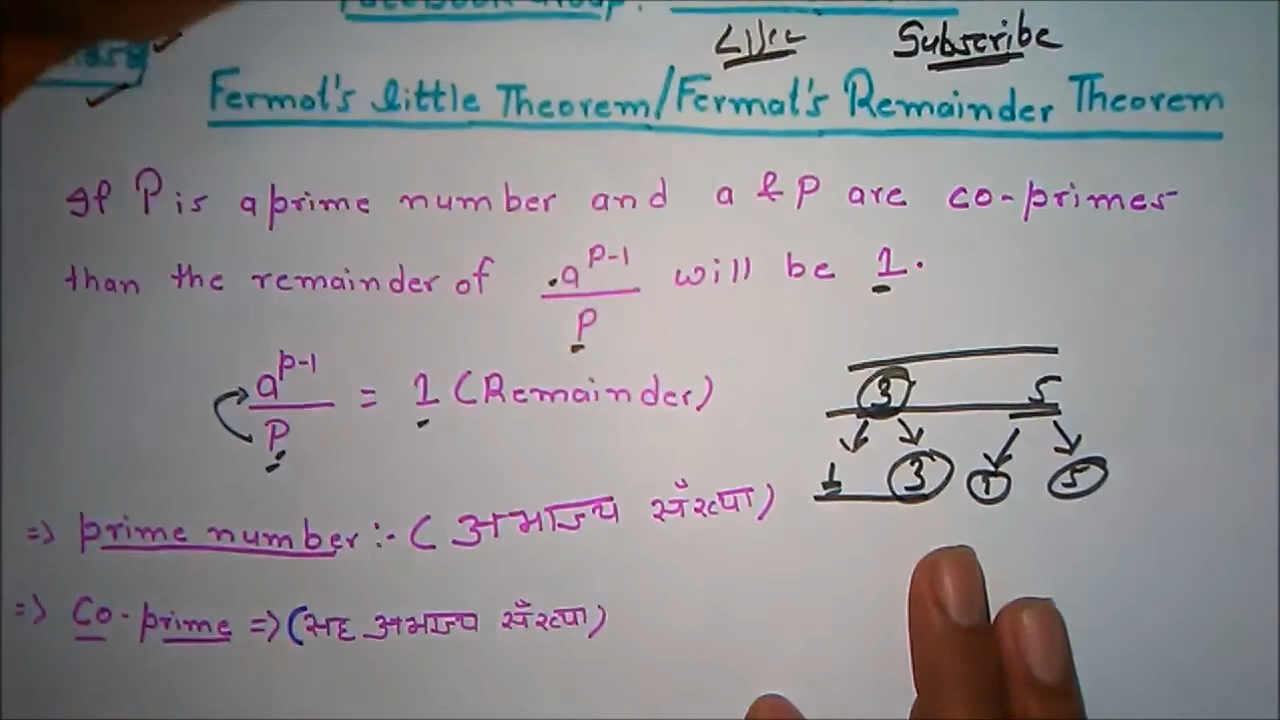 Facebook Group:
Like Subscribe
Fermat's little Theorem/Fermat's Remainder Theorem
If P is a prime number and a & p are co-primes
than the remainder of a^{p-1}/P will be 1.
a^{p-1}/P = 1 (Remainder)
3 5
1 3 1 5
=> prime number :- (अभाज्य सँख्या)
=> Co-prime => (सह अभाज्य सँख्या)